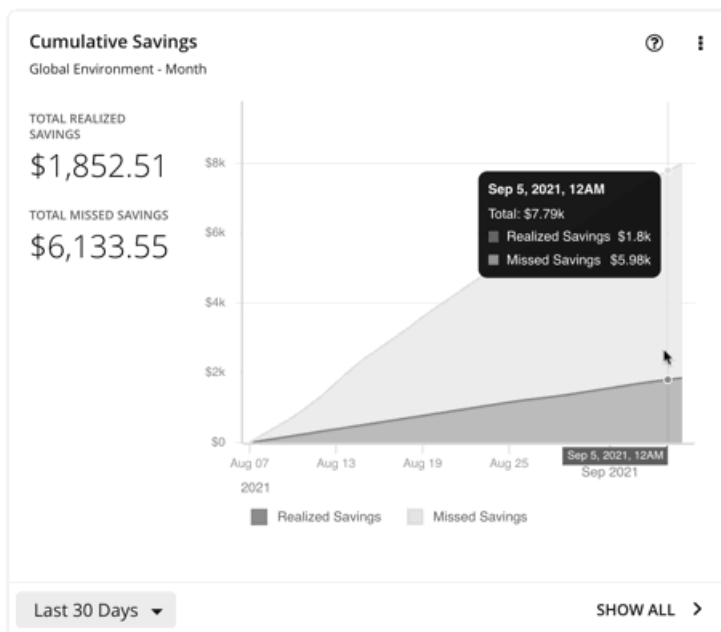 Cumulative Savings
Global Environment - Month
TOTAL REALIZED
SAVINGS
$1,852.51
TOTAL MISSED SAVINGS
$6,133.55
$8k
$6k
$4k
$2k
$0
Sep 5, 2021, 12AM
Total: $7.79k
Realized Savings $1.8k
Missed Savings $5.98k
Aug 07
Aug 13
Aug 19
Aug 25
Sep 5, 2021, 12AM
2021
Sep 2021
Realized Savings
Missed Savings
Last 30 Days
SHOW ALL